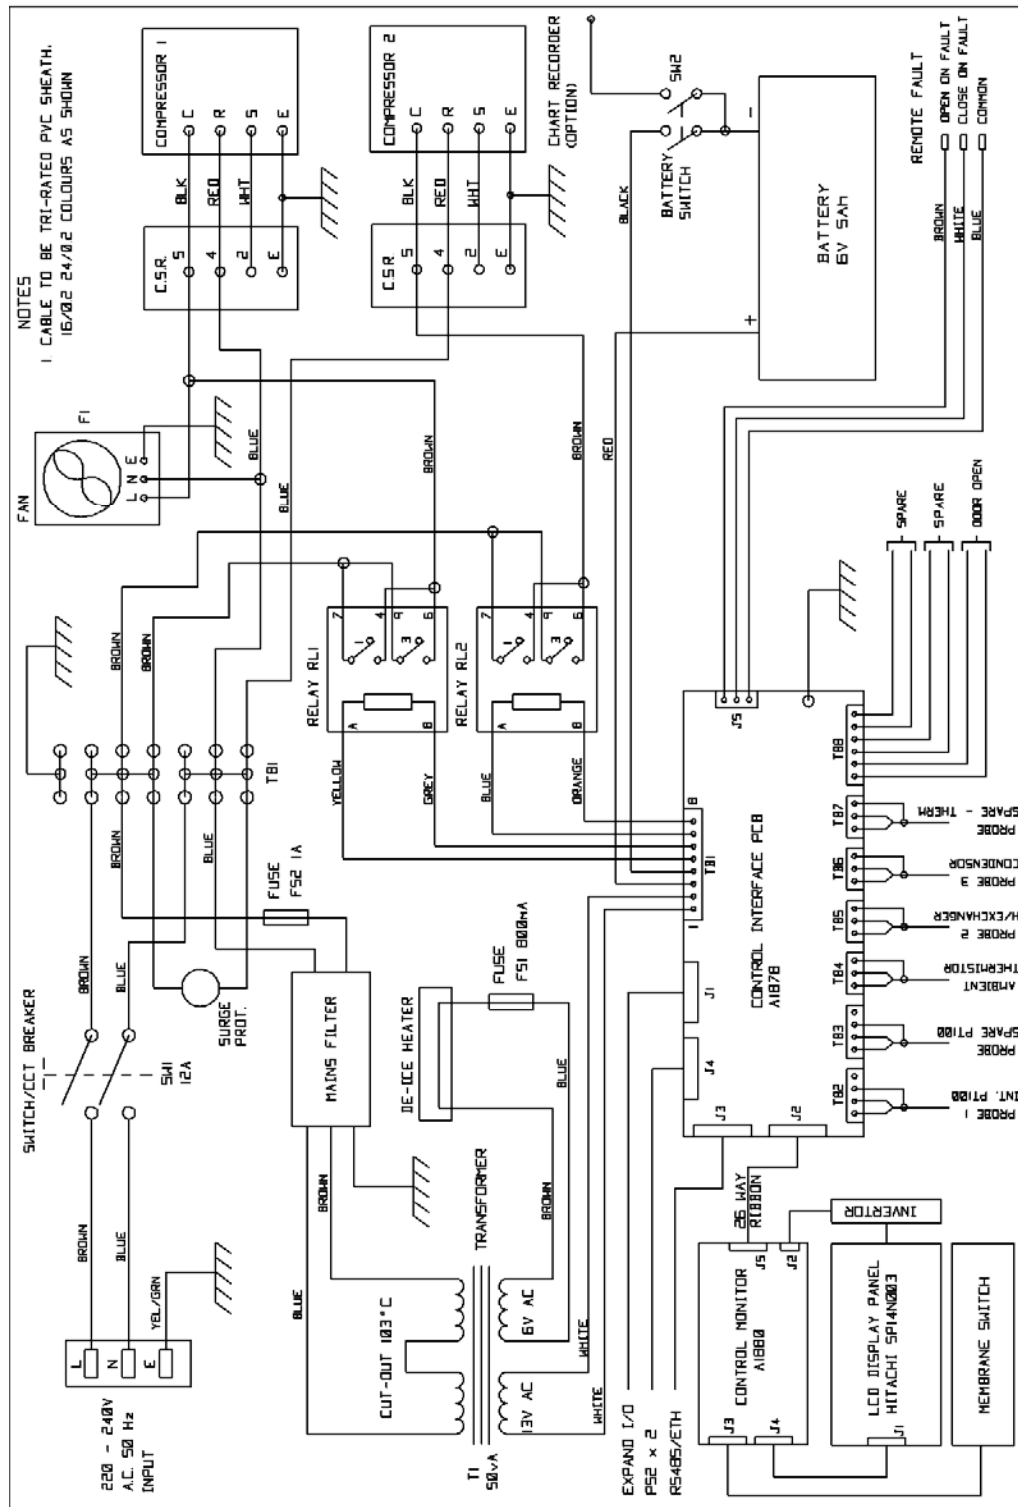 NOTES
1. CABLE TO BE TRI-RATED PVC SHEATH.
16/0.2 24/0.2 COLOURS AS SHOWN
220 - 240V
A.C. 50 Hz
INPUT
L
N
E
BROWN
BLUE
YEL/GRN
SWITCH/CCT BREAKER
SW1
12A
BROWN
BLUE
SURGE
PROT.
BROWN
BLUE
TB1
BROWN
BROWN
FUSE
FS2 1A
MAINS FILTER
BLUE
BROWN
CUT-OUT 103°C
TRANSFORMER
T1
50vA
13V AC
6V AC
WHITE
WHITE
BROWN
BLUE
DE-ICE HEATER
FUSE
FS1 800mA
FAN
F1
L N E
BLUE
BLUE
COMPRESSOR 1
C
R
S
E
BLK
RED
WHT
C.S.R.
5
4
2
E
COMPRESSOR 2
C
R
S
E
BLK
RED
WHT
C.S.R.
5
4
2
E
RELAY RL1
7
4
9
6
1
3
A
B
YELLOW
GREY
BROWN
RELAY RL2
7
4
9
6
1
3
A
B
BLUE
ORANGE
BROWN
CHART RECORDER
(OPTION)
SW2
BATTERY
SWITCH
BLACK
RED
BATTERY
6V 5AH
+
-
REMOTE FAULT
OPEN ON FAULT
CLOSE ON FAULT
COMMON
BROWN
WHITE
BLUE
SPARE
SPARE
DOOR OPEN
CONTROL INTERFACE PCB
A1878
1
TB1
8
J1
J4
J3
J2
J5
TB8
TB7
TB6
TB5
TB4
TB3
TB2
PROBE
SPARE - THERM
PROBE 3
CONDENSOR
PROBE 2
H/EXCHANGER
AMBIENT
THERMISTOR
PROBE
SPARE PT100
PROBE 1
INT. PT100
EXPAND I/O
PS2 x 2
RS485/ETH
26 WAY
RIBBON
CONTROL MONITOR
A1880
J5
J2
J3
J4
INVERTOR
LCD DISPLAY PANEL
HITACHI SP14N003
J1
MEMBRANE SWITCH